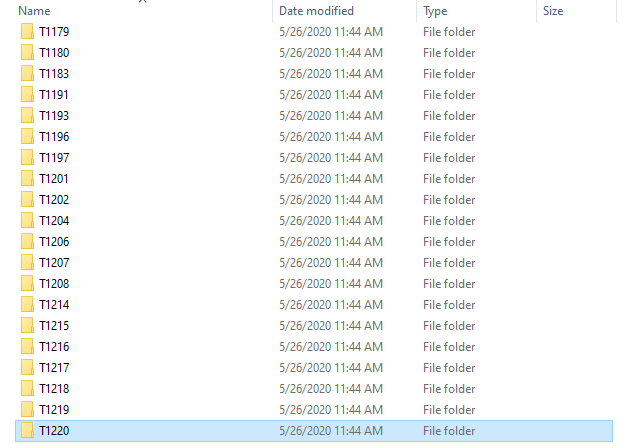 Name Date modified Type Size
T1179 5/26/2020 11:44 AM File folder
T1180 5/26/2020 11:44 AM File folder
T1183 5/26/2020 11:44 AM File folder
T1191 5/26/2020 11:44 AM File folder
T1193 5/26/2020 11:44 AM File folder
T1196 5/26/2020 11:44 AM File folder
T1197 5/26/2020 11:44 AM File folder
T1201 5/26/2020 11:44 AM File folder
T1202 5/26/2020 11:44 AM File folder
T1204 5/26/2020 11:44 AM File folder
T1206 5/26/2020 11:44 AM File folder
T1207 5/26/2020 11:44 AM File folder
T1208 5/26/2020 11:44 AM File folder
T1214 5/26/2020 11:44 AM File folder
T1215 5/26/2020 11:44 AM File folder
T1216 5/26/2020 11:44 AM File folder
T1217 5/26/2020 11:44 AM File folder
T1218 5/26/2020 11:44 AM File folder
T1219 5/26/2020 11:44 AM File folder
T1220 5/26/2020 11:44 AM File folder